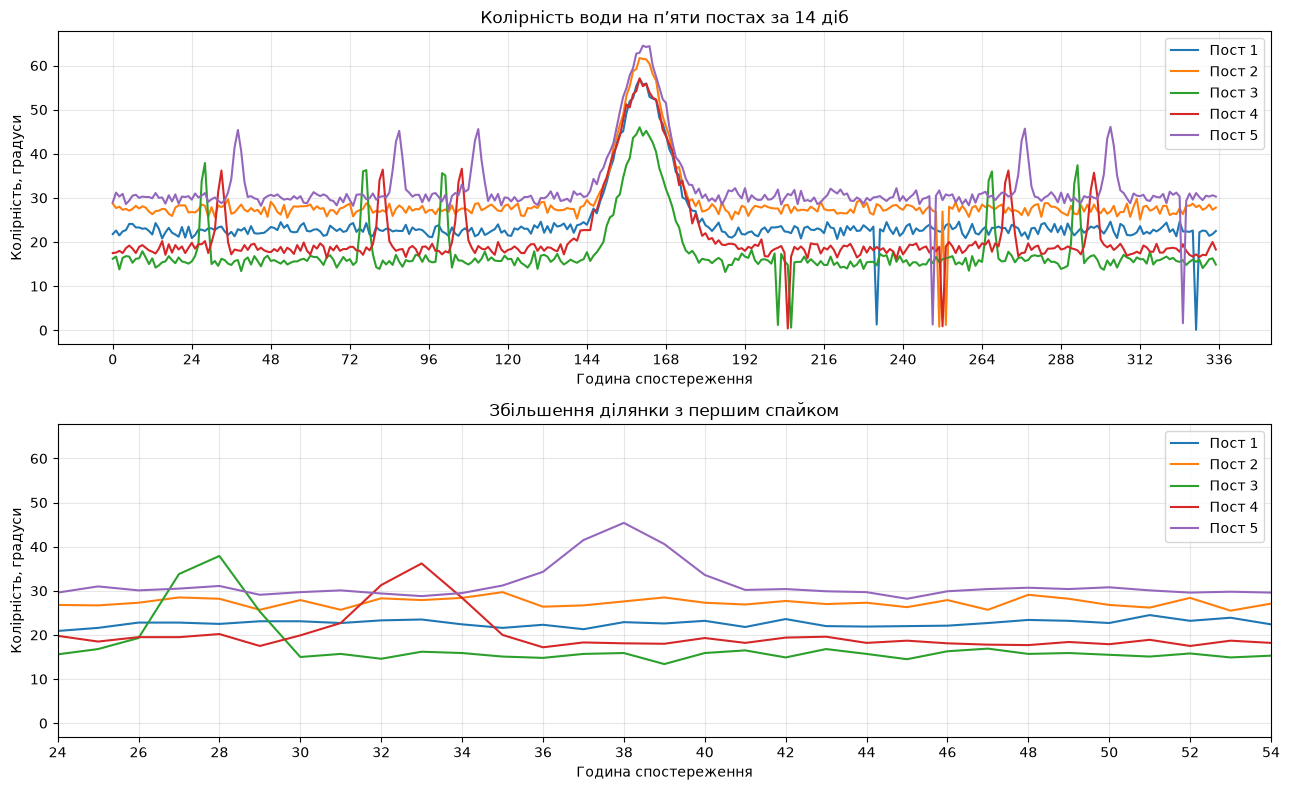 Колірність води на п’яти постах за 14 діб
Колірність, градуси
60
50
40
30
20
10
0
Пост 1
Пост 2
Пост 3
Пост 4
Пост 5
0 24 48 72 96 120 144 168 192 216 240 264 288 312 336
Година спостереження
Збільшення ділянки з першим спайком
Колірність, градуси
60
50
40
30
20
10
0
Пост 1
Пост 2
Пост 3
Пост 4
Пост 5
24 26 28 30 32 34 36 38 40 42 44 46 48 50 52 54
Година спостереження